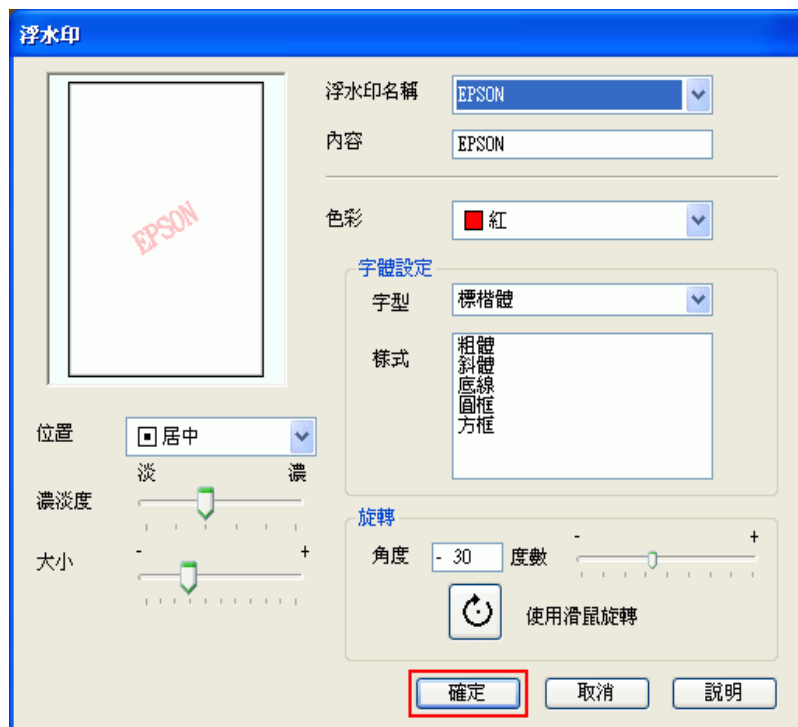 浮水印
EPSON
浮水印名稱 EPSON
內容 EPSON
色彩 紅
字體設定
字型 標楷體
樣式 粗體
斜體
底線
圓框
方框
位置 居中
淡 濃
濃淡度
大小 - +
旋轉
角度 - 30 度數 - +
使用滑鼠旋轉
確定 取消 說明